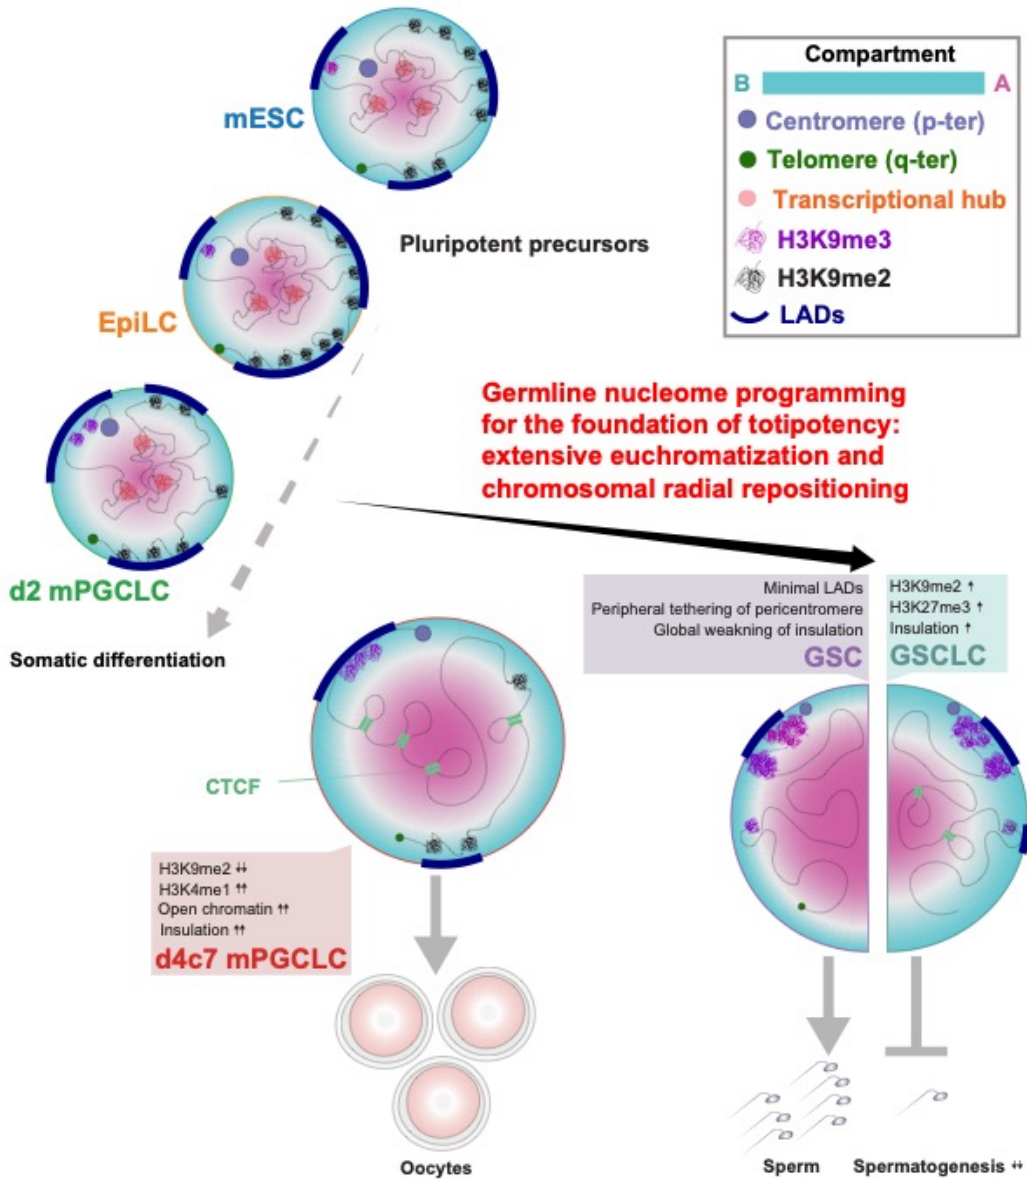 mESC
Compartment
B
A
Centromere (p-ter)
Telomere (q-ter)
Transcriptional hub
H3K9me3
H3K9me2
LADs
Pluripotent precursors
EpiLC
Germline nucleome programming
for the foundation of totipotency:
extensive euchromatization and
chromosomal radial repositioning
d2 mPGCLC
Somatic differentiation
Minimal LADs
Peripheral tethering of pericentromere
Global weakning of insulation
GSC
H3K9me2 ↑
H3K27me3 ↑
Insulation ↑
GSCLC
CTCF
H3K9me2 ↓↓
H3K4me1 ↑↑
Open chromatin ↑↑
Insulation ↑↑
d4c7 mPGCLC
Oocytes
Sperm
Spermatogenesis ↓↓